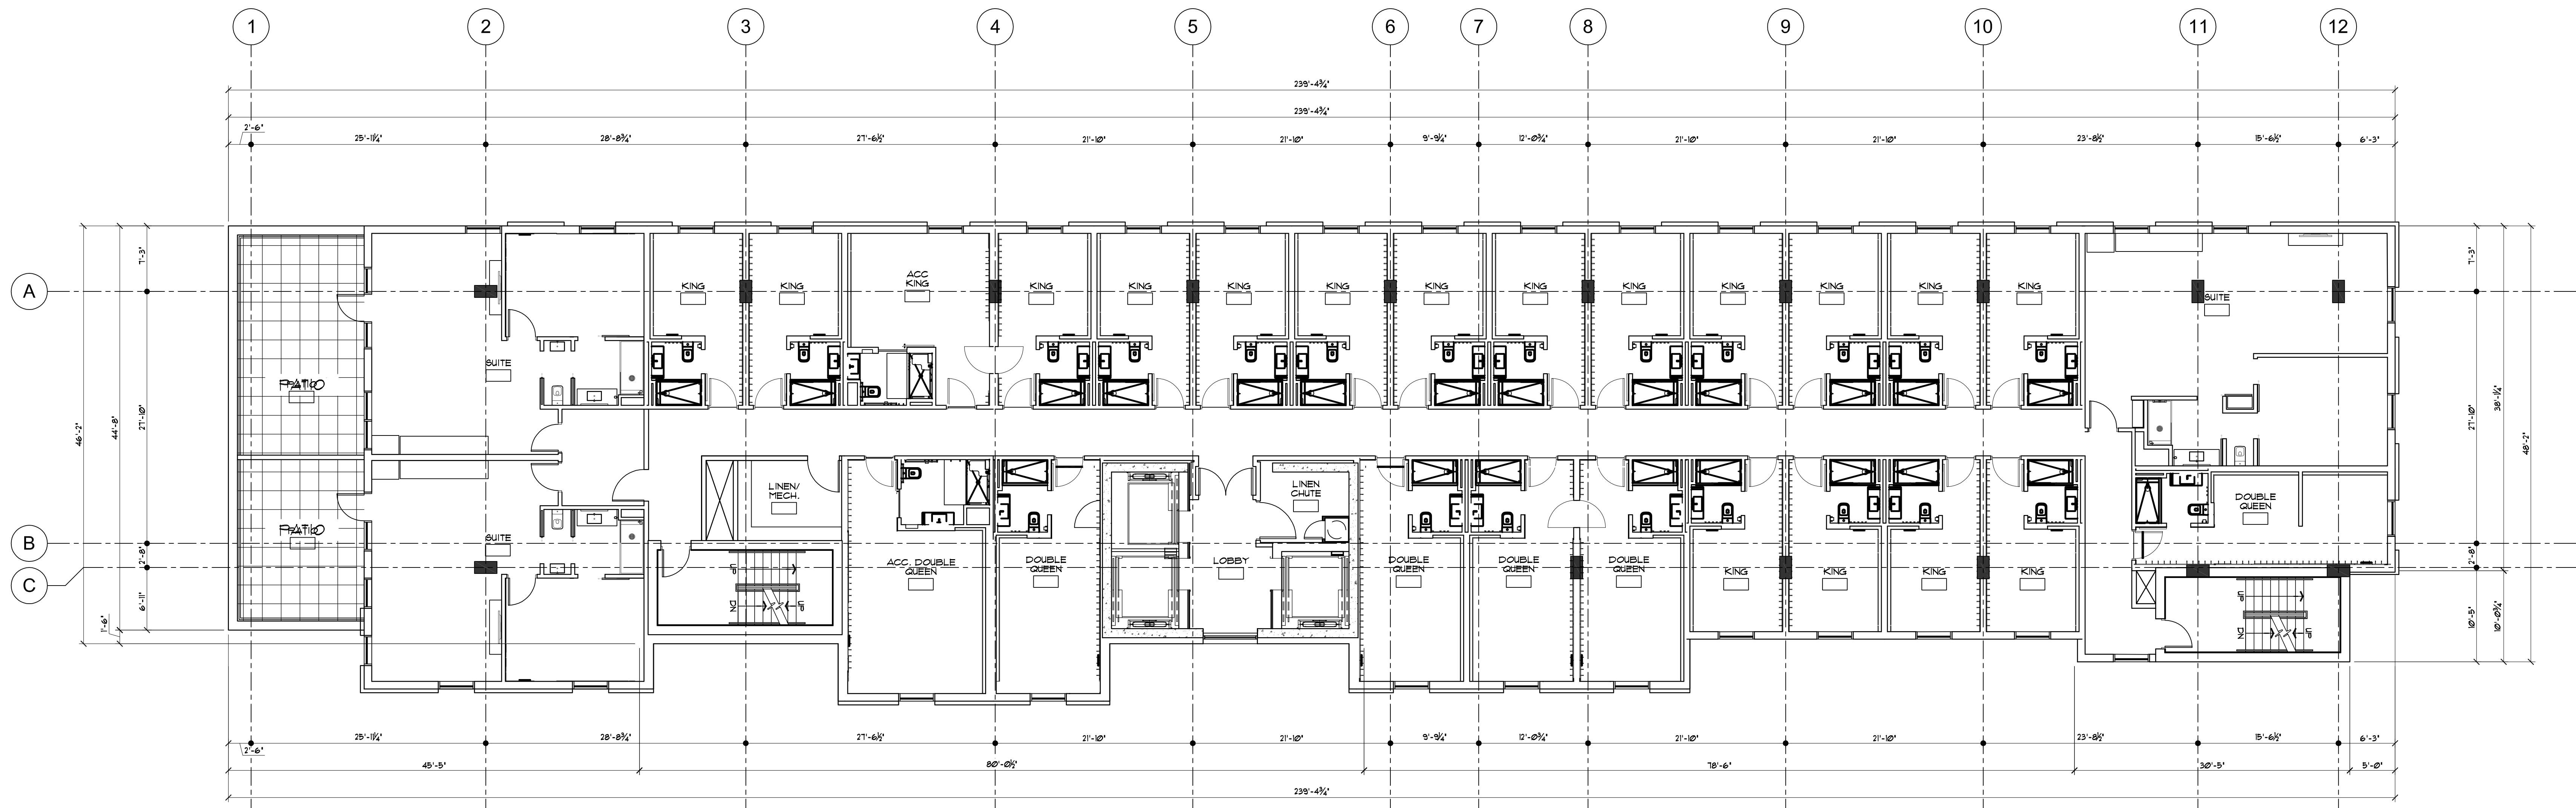 1 2 3 4 5 6 7 8 9 10 11 12
239'-4¾"
239'-4¾"
2'-6" 25'-11¼" 28'-8¾" 27'-6½" 21'-10" 21'-10" 9'-9¼" 12'-0¾" 21'-10" 21'-10" 23'-8½" 15'-6½" 6'-3"
A
B
C
46'-2"
44'-8"
7'-3"
27'-10"
2'-8"
6'-11"
1'-6"
PATIO
PATIO
SUITE
SUITE
KING
KING
ACC
KING
KING
KING
KING
KING
KING
KING
KING
KING
KING
KING
KING
SUITE
LINEN/
MECH.
UP
DN
UP
ACC. DOUBLE
QUEEN
DOUBLE
QUEEN
LOBBY
LINEN
CHUTE
DOUBLE
QUEEN
DOUBLE
QUEEN
DOUBLE
QUEEN
KING
KING
KING
KING
DOUBLE
QUEEN
UP
DN
UP
7'-3"
27'-10"
2'-8"
10'-5"
38'-1¼"
10'-0¾"
48'-2"
2'-6" 25'-11¼" 28'-8¾" 27'-6½" 21'-10" 21'-10" 9'-9¼" 12'-0¾" 21'-10" 21'-10" 23'-8½" 15'-6½" 6'-3"
45'-5" 80'-0½" 78'-6" 30'-5" 5'-0"
239'-4¾"